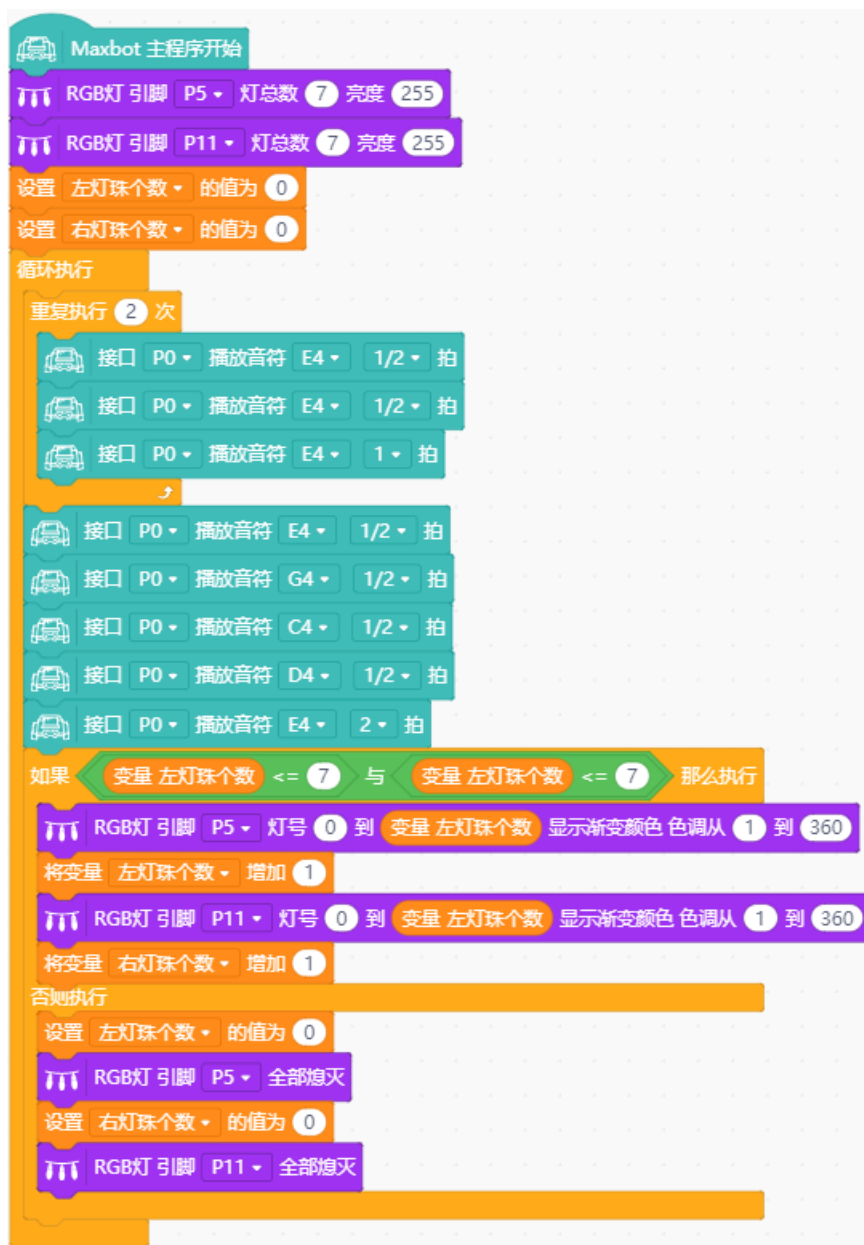 Maxbot 主程序开始
RGB灯 引脚 P5 灯总数 7 亮度 255
RGB灯 引脚 P11 灯总数 7 亮度 255
设置 左灯珠个数 的值为 0
设置 右灯珠个数 的值为 0
循环执行
重复执行 2 次
接口 P0 播放音符 E4 1/2 拍
接口 P0 播放音符 E4 1/2 拍
接口 P0 播放音符 E4 1 拍
接口 P0 播放音符 E4 1/2 拍
接口 P0 播放音符 G4 1/2 拍
接口 P0 播放音符 C4 1/2 拍
接口 P0 播放音符 D4 1/2 拍
接口 P0 播放音符 E4 2 拍
如果 变量 左灯珠个数 <= 7 与 变量 左灯珠个数 <= 7 那么执行
RGB灯 引脚 P5 灯号 0 到 变量 左灯珠个数 显示渐变颜色 色调从 1 到 360
将变量 左灯珠个数 增加 1
RGB灯 引脚 P11 灯号 0 到 变量 左灯珠个数 显示渐变颜色 色调从 1 到 360
将变量 右灯珠个数 增加 1
否则执行
设置 左灯珠个数 的值为 0
RGB灯 引脚 P5 全部熄灭
设置 右灯珠个数 的值为 0
RGB灯 引脚 P11 全部熄灭